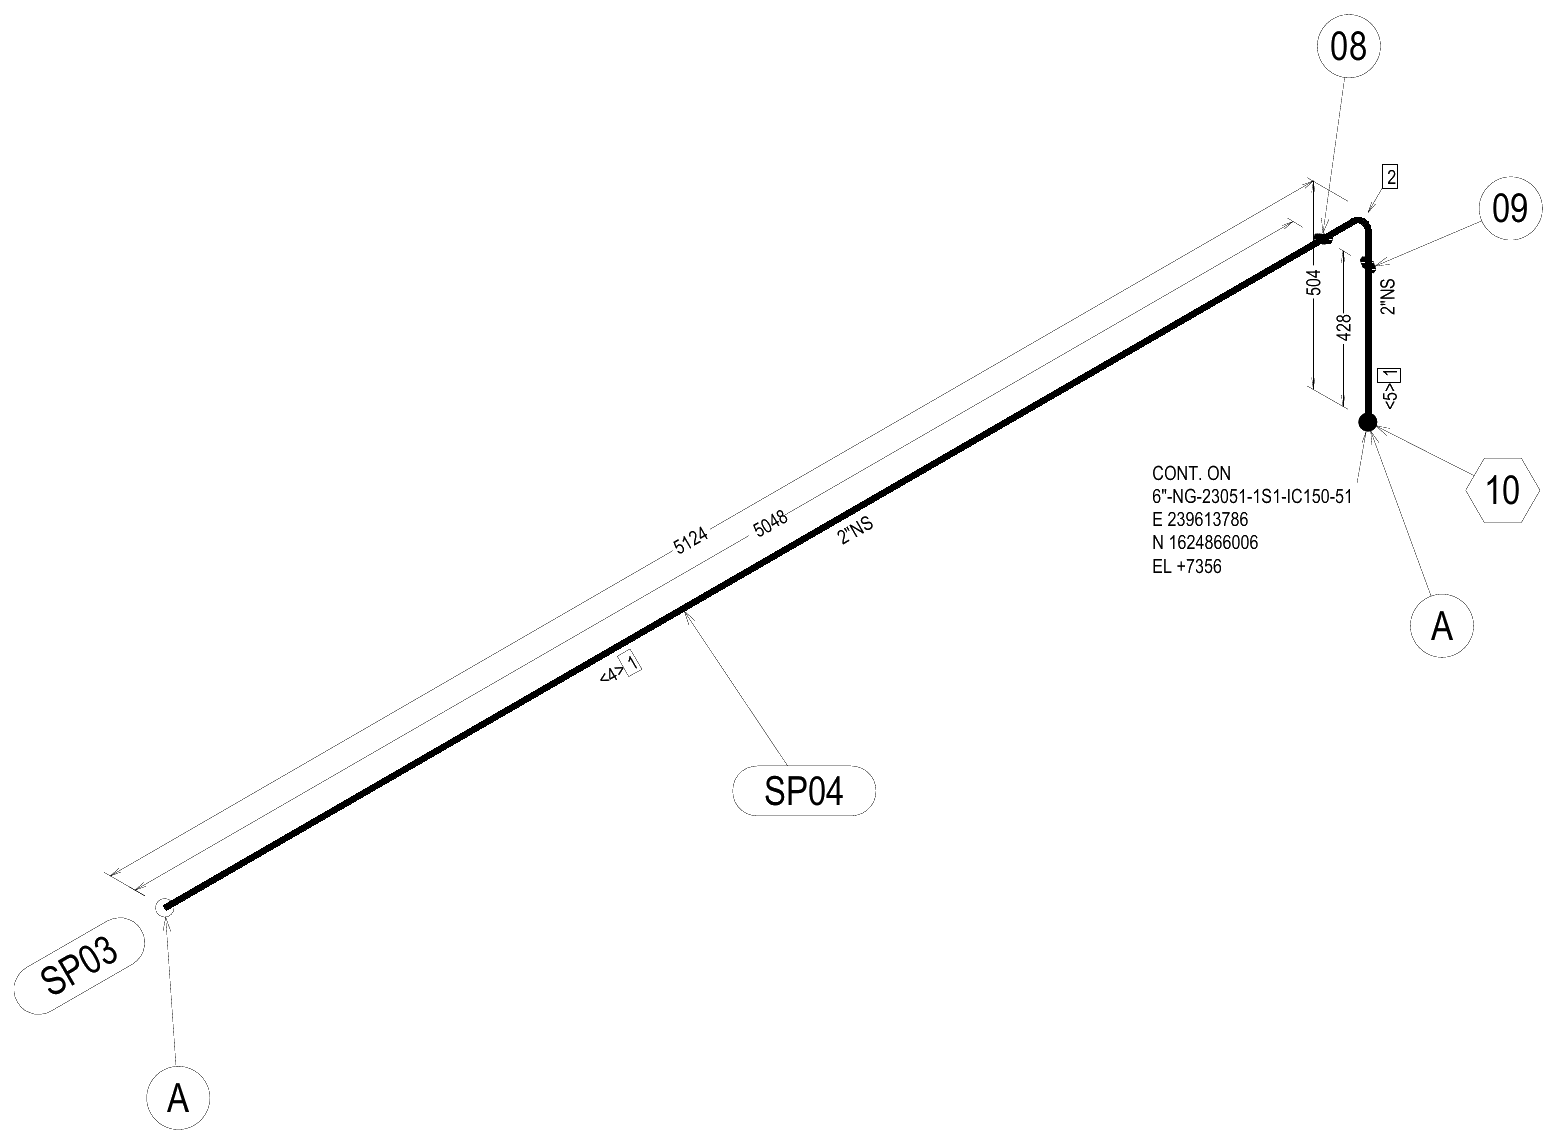 08
2
09
504
2"NS
428
<5> 1
CONT. ON
6"-NG-23051-1S1-IC150-51
E 239613786
N 1624866006
EL +7356
10
5124
5048
2"NS
A
<4> 1
SP04
SP03
A